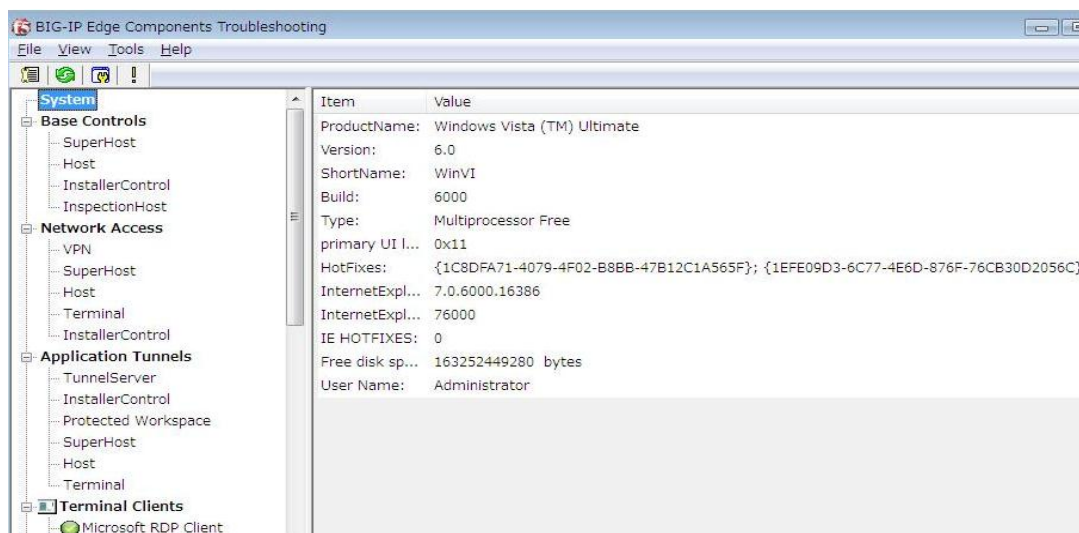 BIG-IP Edge Components Troubleshooting
File View Tools Help
System
Base Controls
SuperHost
Host
InstallerControl
InspectionHost
Network Access
VPN
SuperHost
Host
Terminal
InstallerControl
Application Tunnels
TunnelServer
InstallerControl
Protected Workspace
SuperHost
Host
Terminal
Terminal Clients
Microsoft RDP Client
Item Value
ProductName: Windows Vista (TM) Ultimate
Version: 6.0
ShortName: WinVI
Build: 6000
Type: Multiprocessor Free
primary UI l... 0x11
HotFixes: {1C8DFA71-4079-4F02-B8BB-47B12C1A565F}; {1EFE09D3-6C77-4E6D-876F-76CB30D2056C}
InternetExpl... 7.0.6000.16386
InternetExpl... 76000
IE HOTFIXES: 0
Free disk sp... 163252449280 bytes
User Name: Administrator